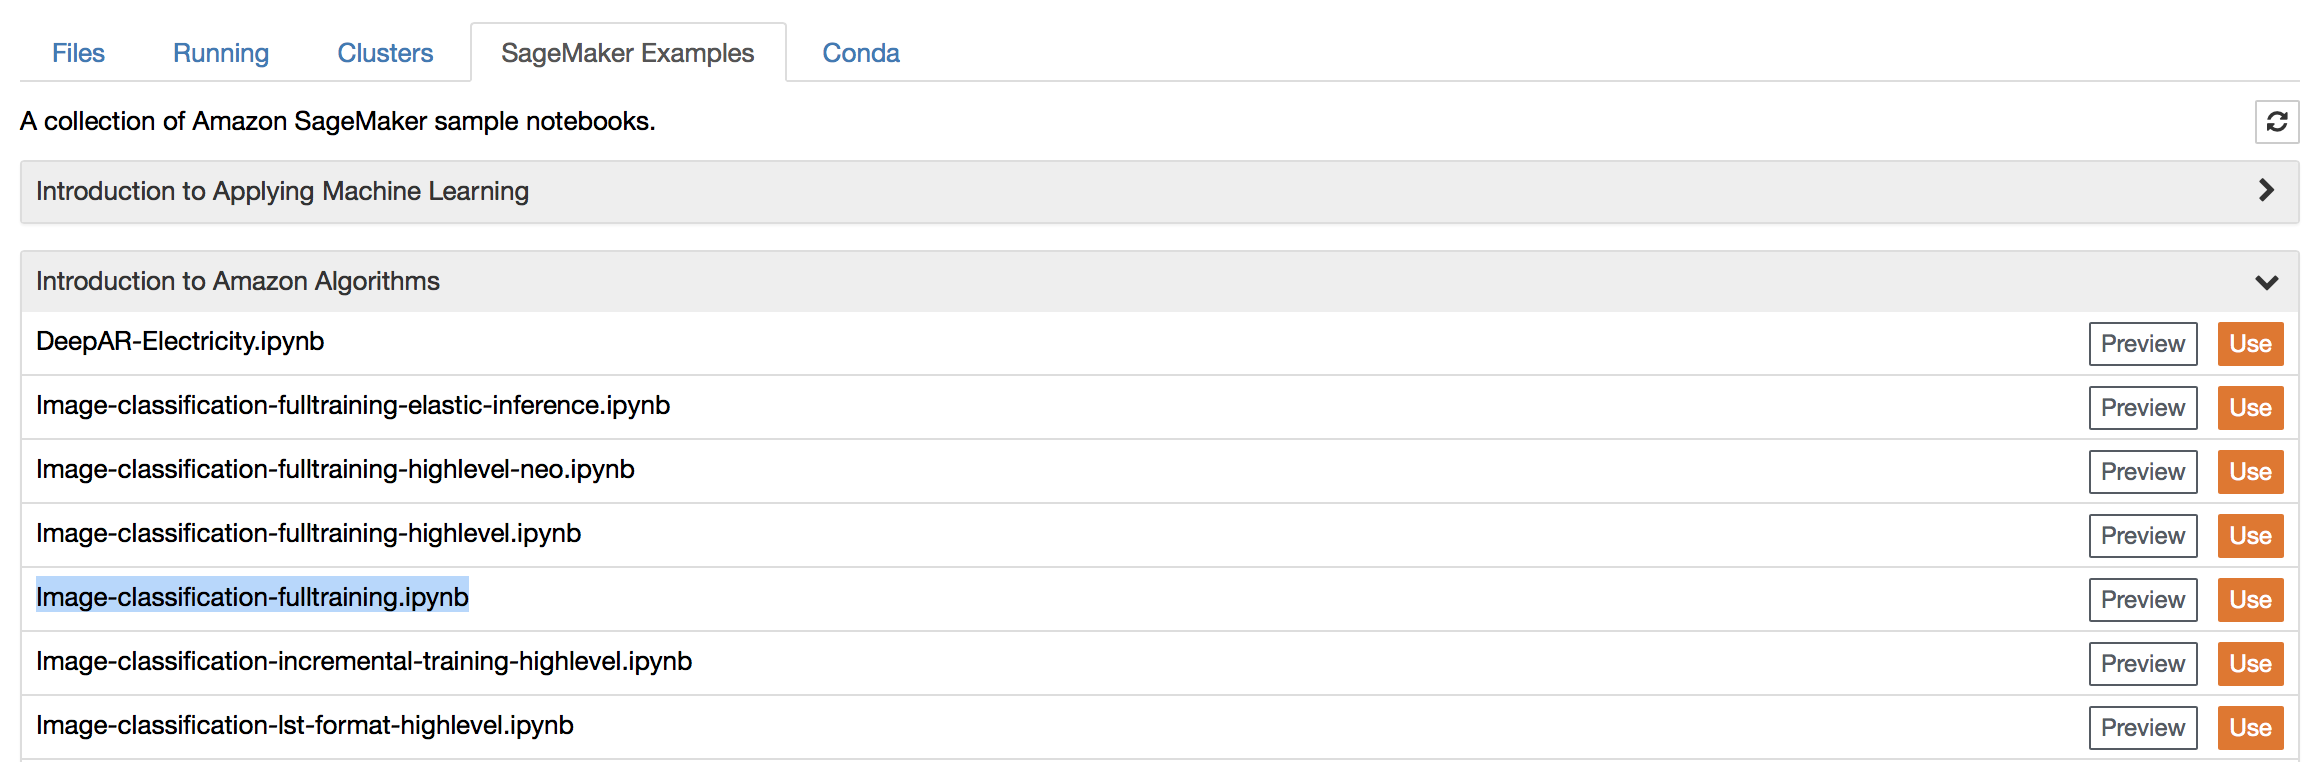 Files Running Clusters SageMaker Examples Conda
A collection of Amazon SageMaker sample notebooks.
Introduction to Applying Machine Learning
Introduction to Amazon Algorithms
DeepAR-Electricity.ipynb Preview Use
Image-classification-fulltraining-elastic-inference.ipynb Preview Use
Image-classification-fulltraining-highlevel-neo.ipynb Preview Use
Image-classification-fulltraining-highlevel.ipynb Preview Use
Image-classification-fulltraining.ipynb Preview Use
Image-classification-incremental-training-highlevel.ipynb Preview Use
Image-classification-lst-format-highlevel.ipynb Preview Use